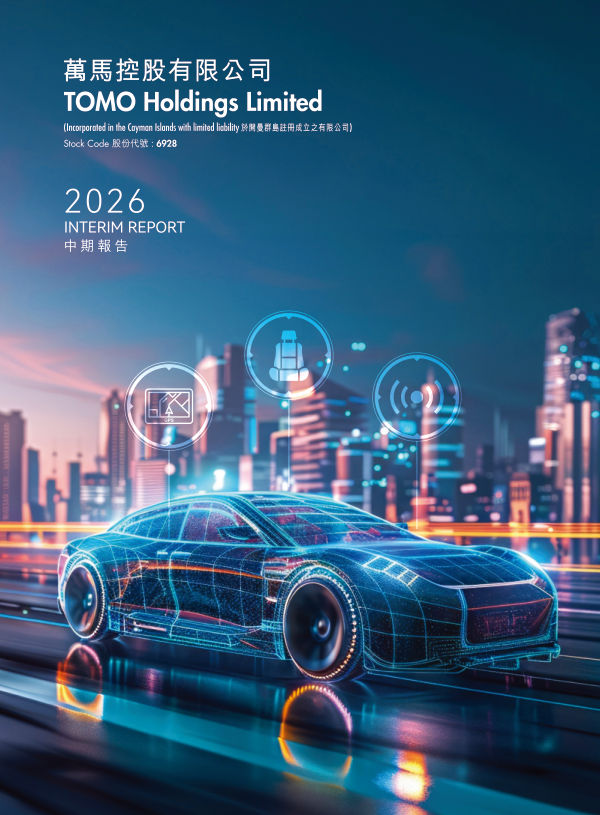 萬馬控股有限公司
TOMO Holdings Limited
(Incorporated in the Cayman Islands with limited liability 於開曼群島註冊成立之有限公司)
Stock Code 股份代號 : 6928
2026
INTERIM REPORT
中期報告
GPS